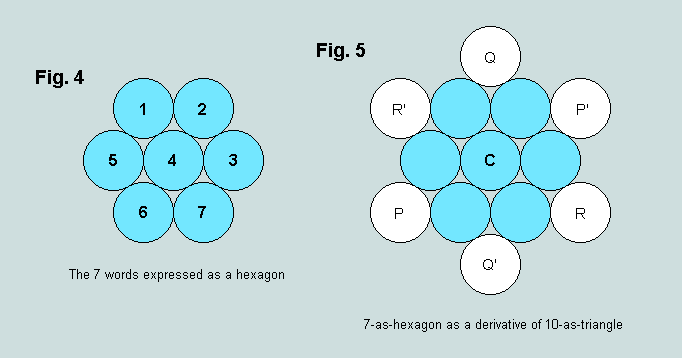 Fig. 4
1 2
5 4 3
6 7
The 7 words expressed as a hexagon
Fig. 5
Q
R' P'
C
P R
Q'
7-as-hexagon as a derivative of 10-as-triangle